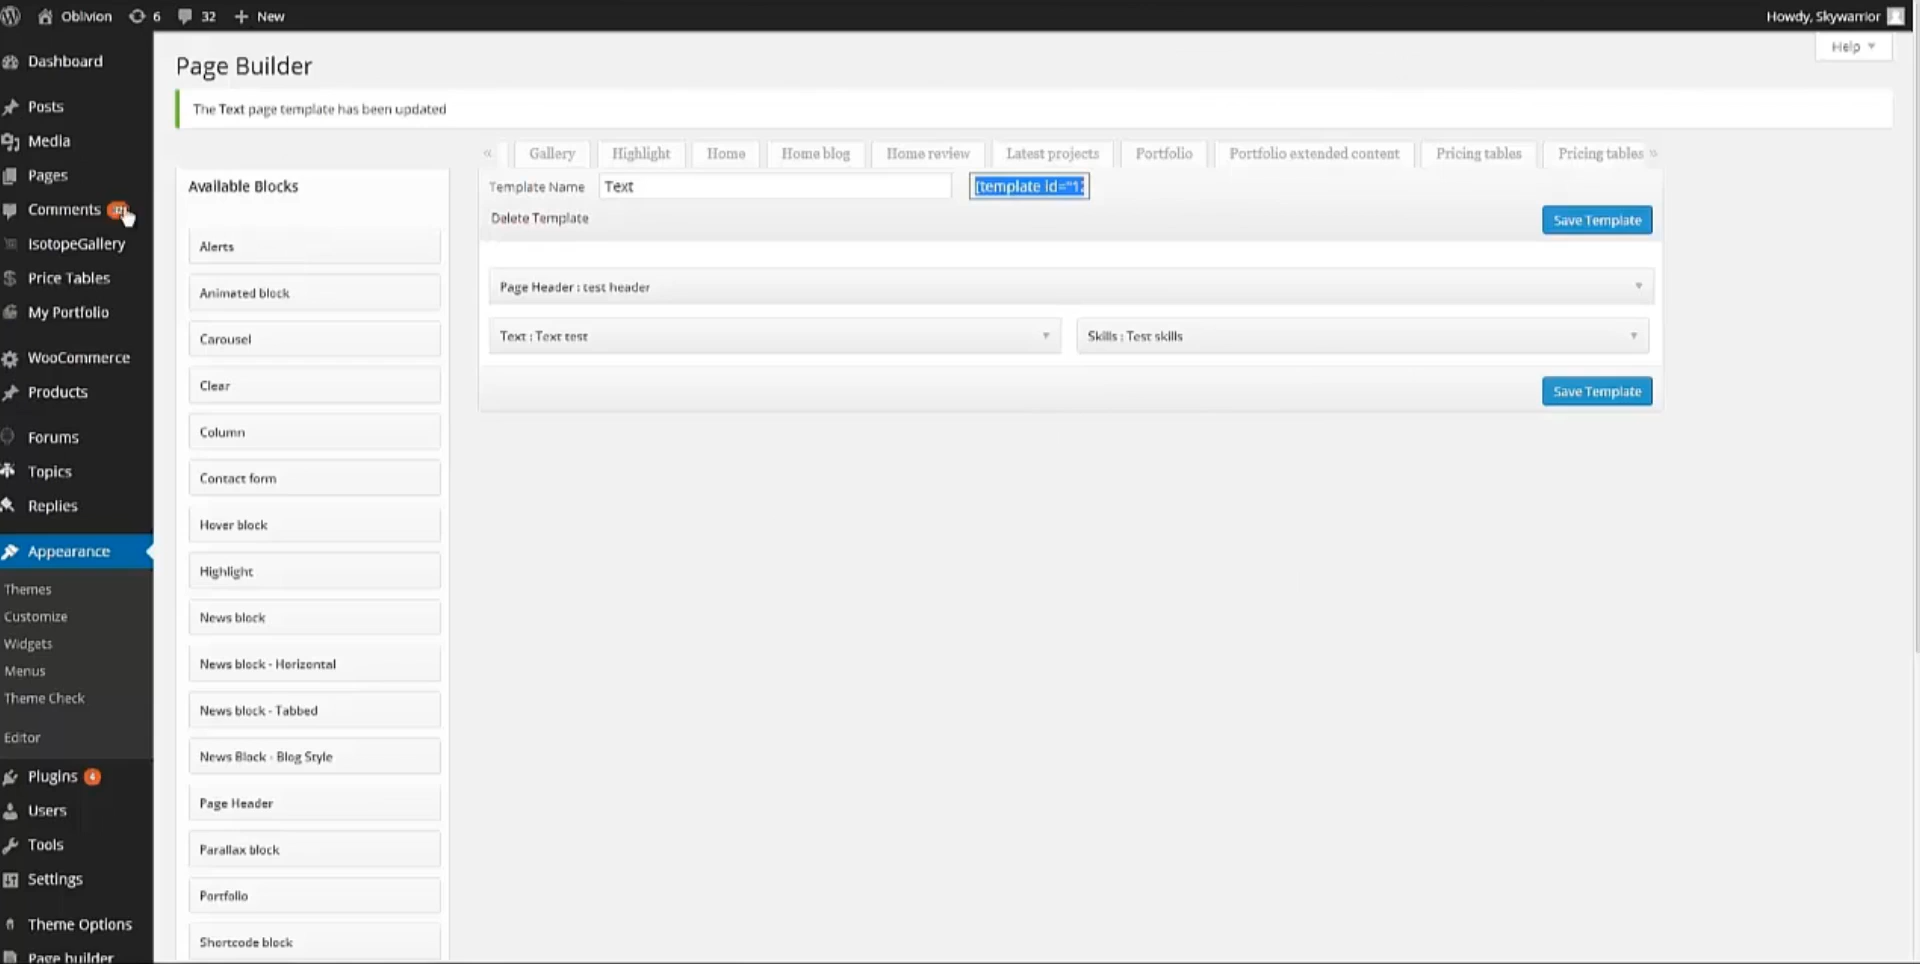 Oblivion 6 32 + New Howdy, Skywarrior
Help
Dashboard
Posts
Media
Pages
Comments
IsotopeGallery
Price Tables
My Portfolio
WooCommerce
Products
Forums
Topics
Replies
Appearance
Themes
Customize
Widgets
Menus
Theme Check
Editor
Plugins 4
Users
Tools
Settings
Theme Options
Page builder
Page Builder
The Text page template has been updated
« Gallery Highlight Home Home blog Home review Latest projects Portfolio Portfolio extended content Pricing tables Pricing tables »
Available Blocks
Alerts
Animated block
Carousel
Clear
Column
Contact form
Hover block
Highlight
News block
News block - Horizontal
News block - Tabbed
News Block - Blog Style
Page Header
Parallax block
Portfolio
Shortcode block
Template Name Text [template id="12
Delete Template
Save Template
Page Header : test header
Text : Text test
Skills : Test skills
Save Template